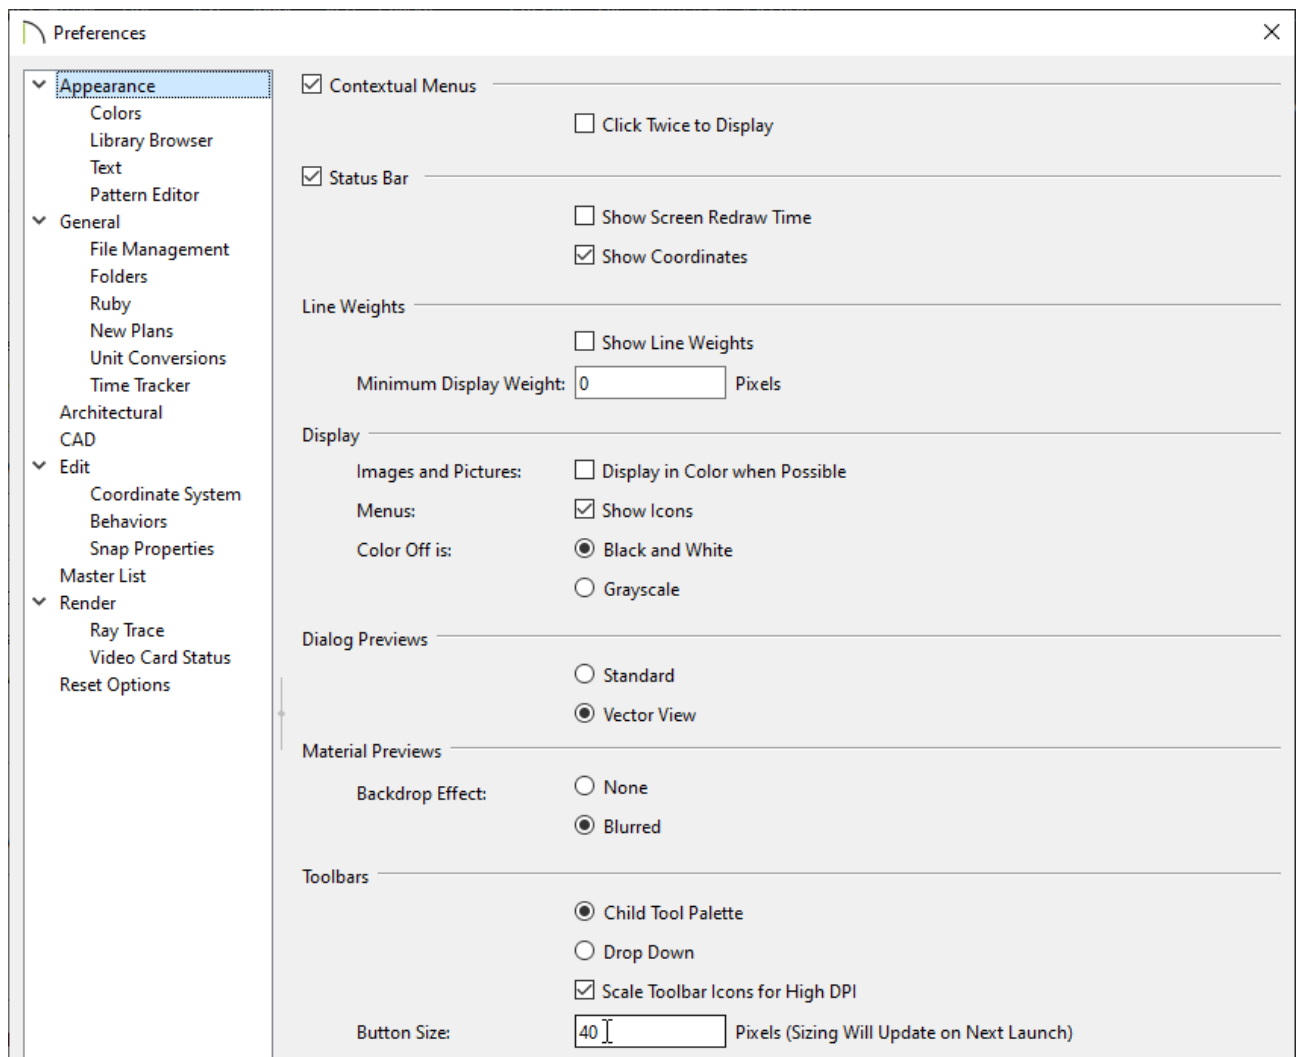 Preferences
Appearance
Colors
Library Browser
Text
Pattern Editor
General
File Management
Folders
Ruby
New Plans
Unit Conversions
Time Tracker
Architectural
CAD
Edit
Coordinate System
Behaviors
Snap Properties
Master List
Render
Ray Trace
Video Card Status
Reset Options
Contextual Menus
Click Twice to Display
Status Bar
Show Screen Redraw Time
Show Coordinates
Line Weights
Show Line Weights
Minimum Display Weight: 0 Pixels
Display
Images and Pictures: Display in Color when Possible
Menus: Show Icons
Color Off is: Black and White
Grayscale
Dialog Previews
Standard
Vector View
Material Previews
Backdrop Effect: None
Blurred
Toolbars
Child Tool Palette
Drop Down
Scale Toolbar Icons for High DPI
Button Size: 40 Pixels (Sizing Will Update on Next Launch)